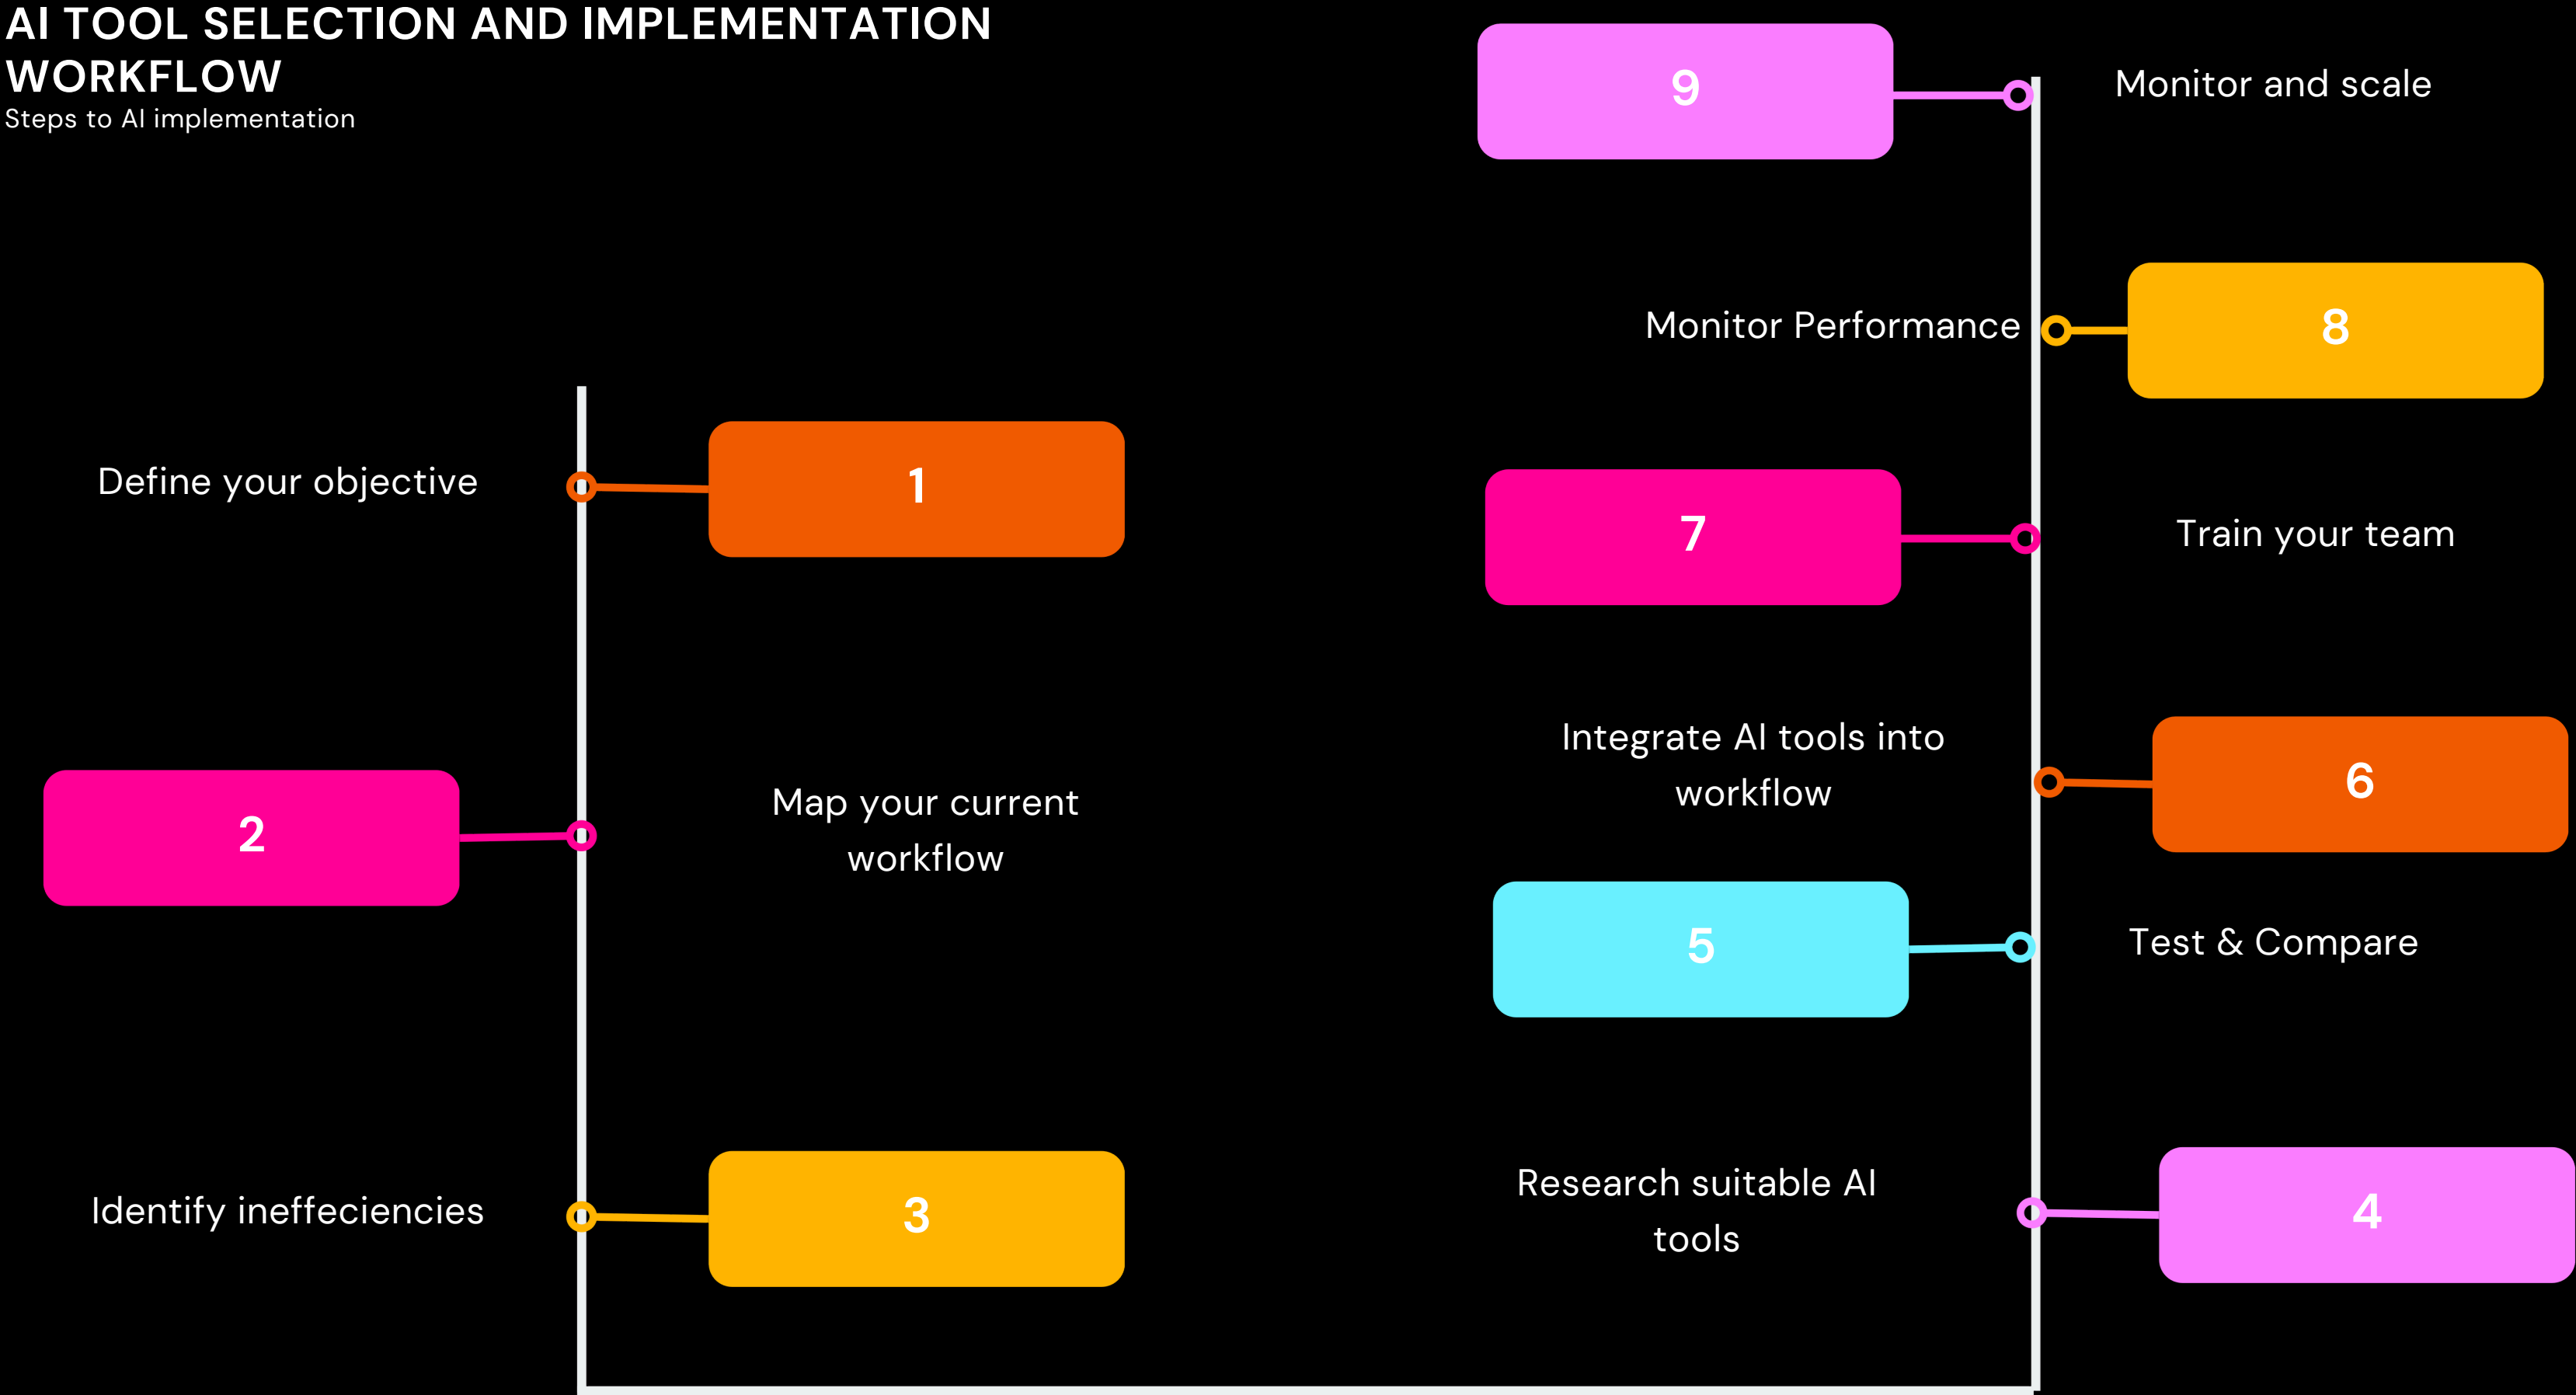 AI TOOL SELECTION AND IMPLEMENTATION
WORKFLOW
Steps to AI implementation
Define your objective
1
2
Map your current
workflow
Identify ineffeciencies
3
Research suitable AI
tools
4
5
Test & Compare
Integrate AI tools into
workflow
6
7
Train your team
Monitor Performance
8
9
Monitor and scale